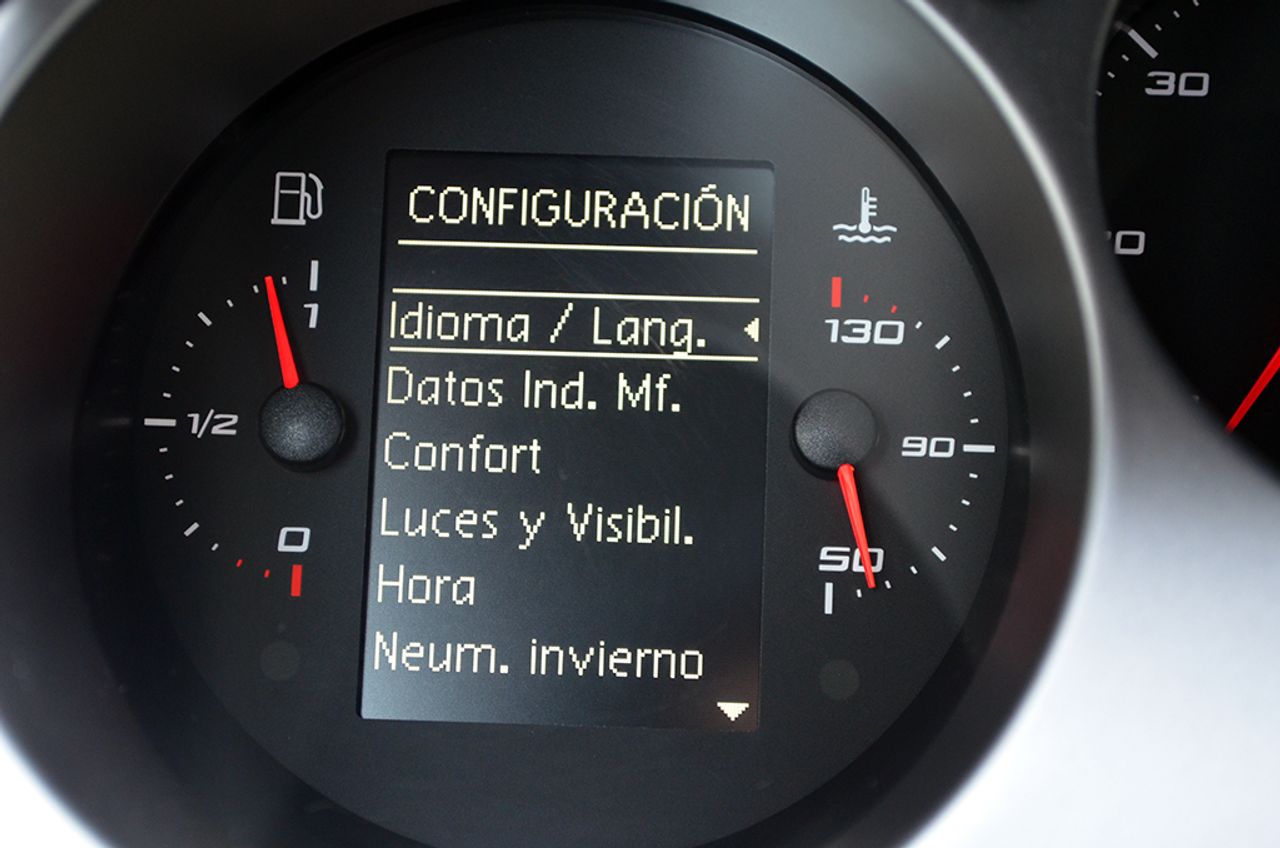 CONFIGURACIÓN
Idioma / Lang.
Datos Ind. Mf.
Confort
Luces y Visibil.
Hora
Neum. invierno
1
1/2
0
130
90
50
30